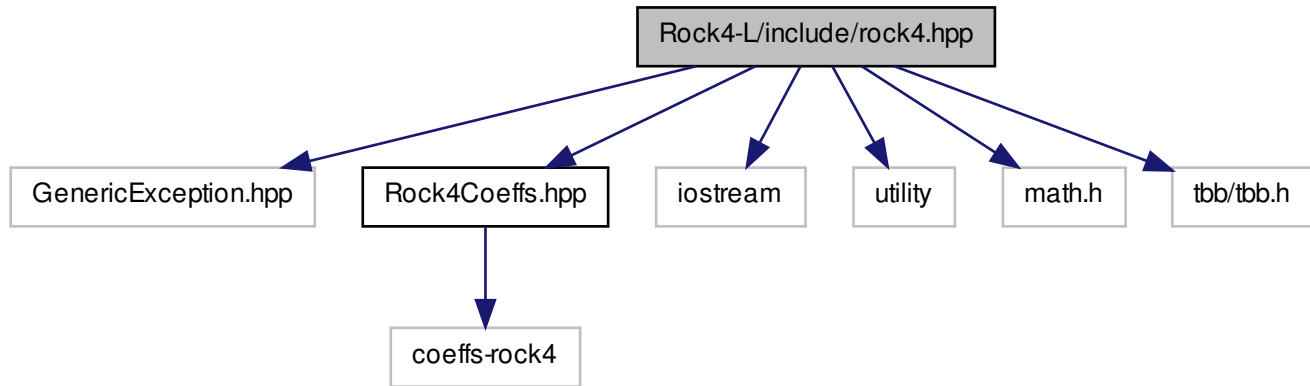 Rock4-L/include/rock4.hpp
GenericException.hpp
Rock4Coeffs.hpp
iostream
utility
math.h
tbb/tbb.h
coeffs-rock4